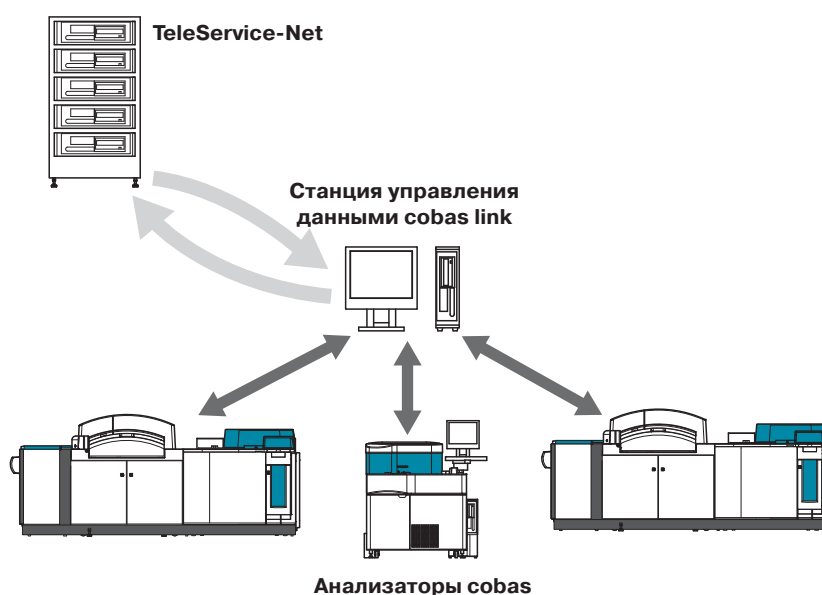 TeleService-Net
Станция управления
данными cobas link
Анализаторы cobas